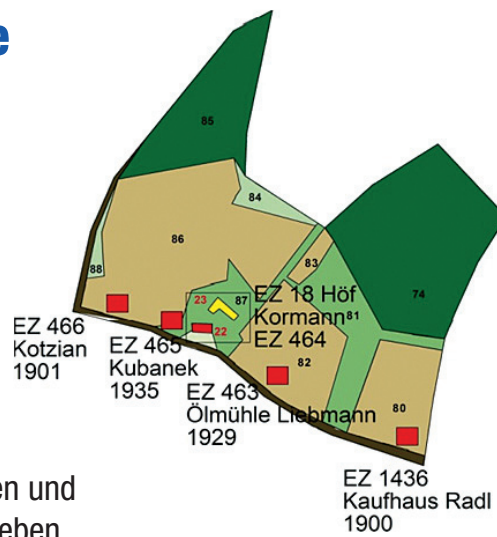 e
85
84
86
83
88
74
23
87
EZ 18 Höf
Kormann
81
EZ 464
22
82
80
EZ 466
Kotzian
1901
EZ 465
Kubanek
1935
EZ 463
Ölmühle Liebmann
1929
EZ 1436
Kaufhaus Radl
1900
en und
eben